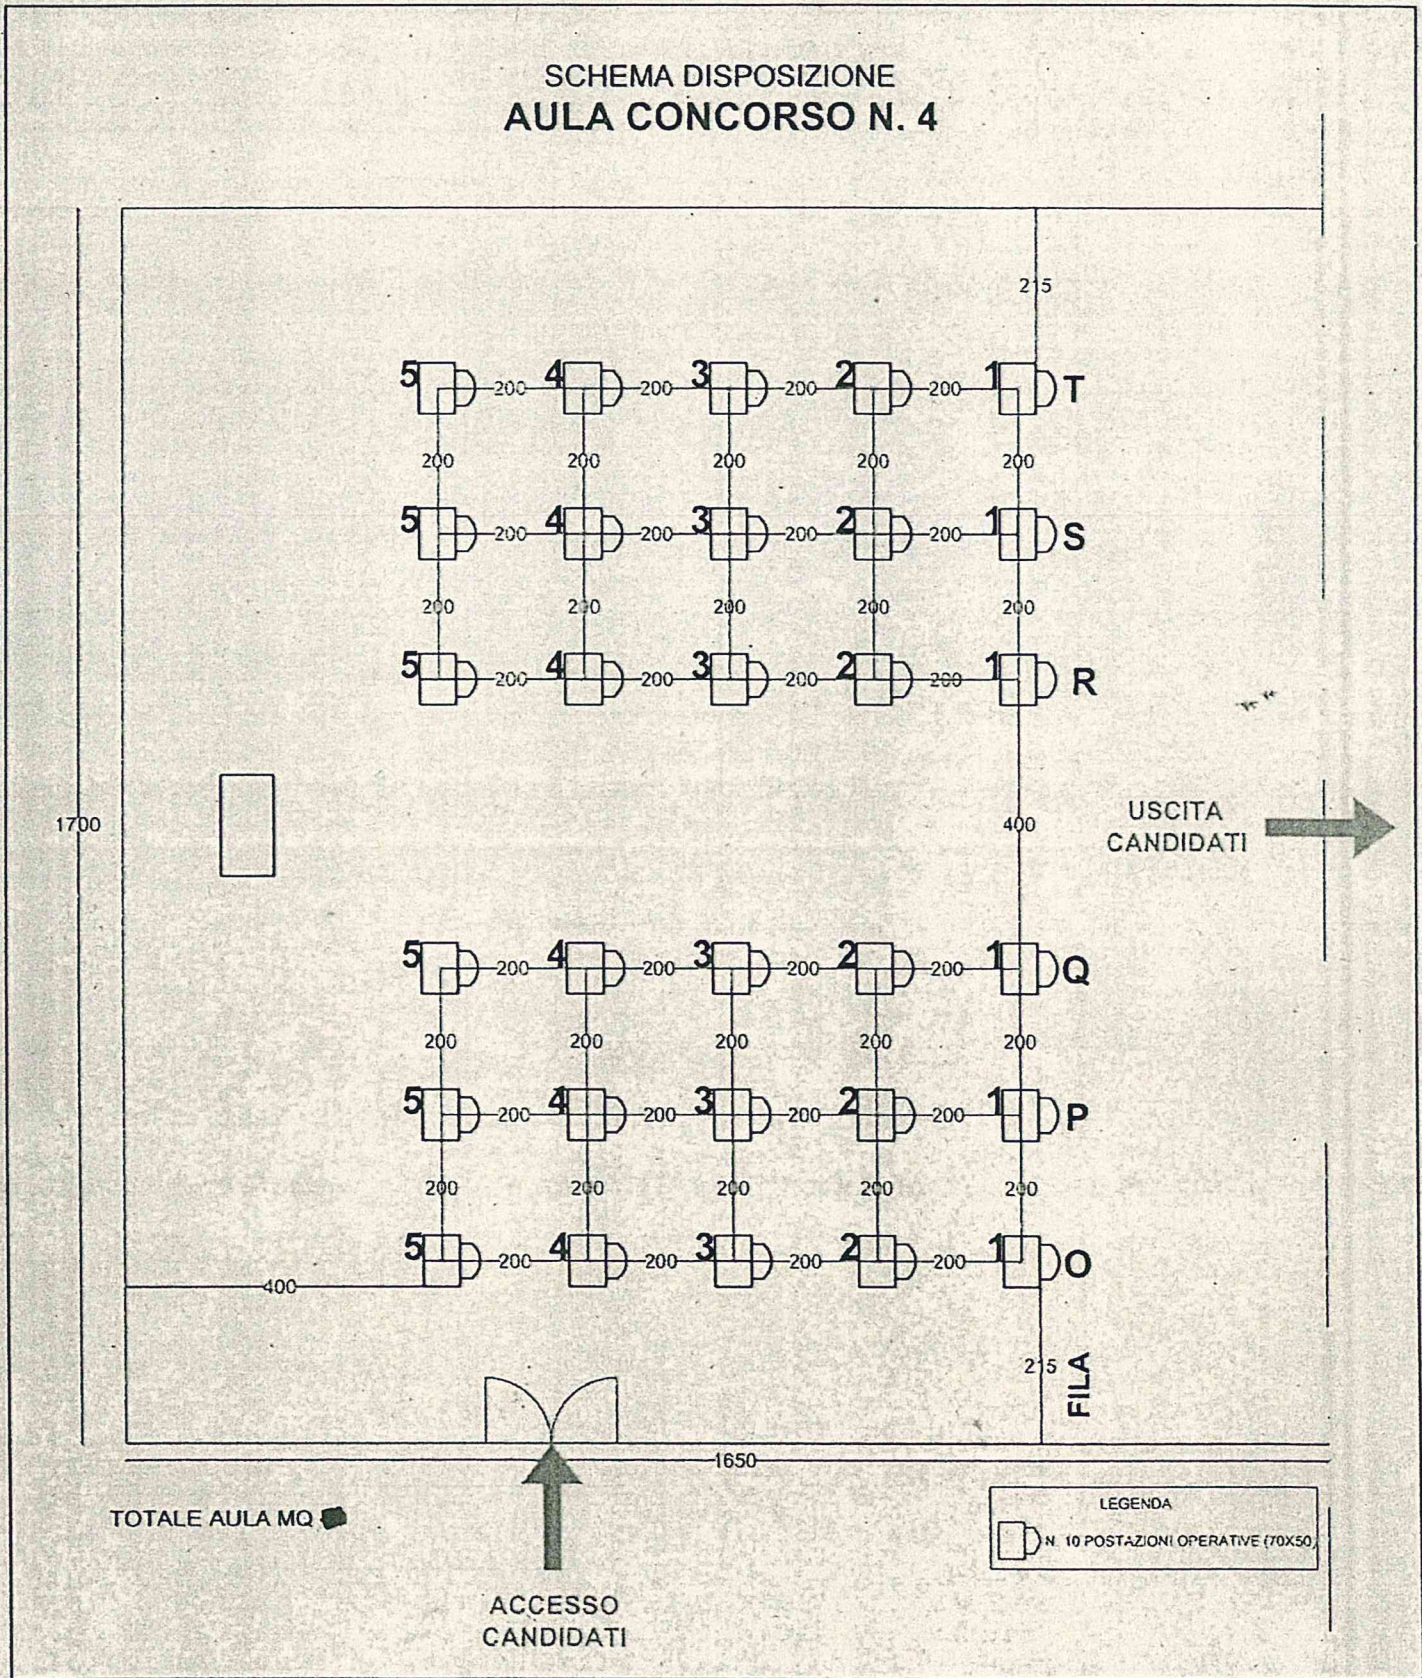 SCHEMA DISPOSIZIONE
AULA CONCORSO N. 4
215
5 200 4 200 3 200 2 200 1 T
200 200 200 200 200
5 200 4 200 3 200 2 200 1 S
200 200 200 200 200
5 200 4 200 3 200 2 200 1 R
1700
400
USCITA
CANDIDATI
5 200 4 200 3 200 2 200 1 Q
200 200 200 200 200
5 200 4 200 3 200 2 200 1 P
200 200 200 200 200
5 200 4 200 3 200 2 200 1 O
400
215
FILA
1650
TOTALE AULA MQ
LEGENDA
N. 10 POSTAZIONI OPERATIVE (70X50)
ACCESSO
CANDIDATI